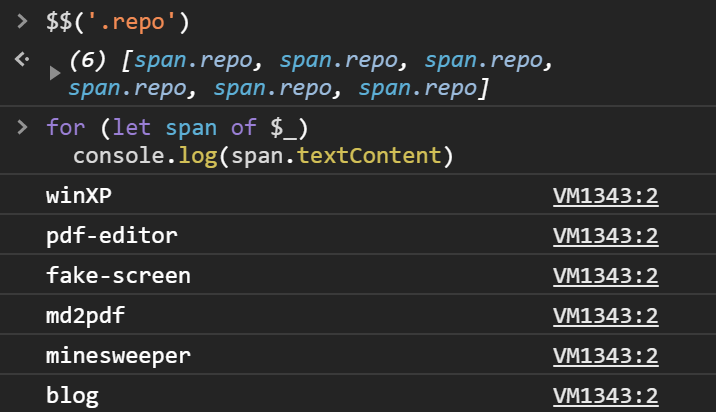 > $$('.repo')
(6) [span.repo, span.repo, span.repo,
span.repo, span.repo, span.repo]
> for (let span of $_)
console.log(span.textContent)
winXP VM1343:2
pdf-editor VM1343:2
fake-screen VM1343:2
md2pdf VM1343:2
minesweeper VM1343:2
blog VM1343:2